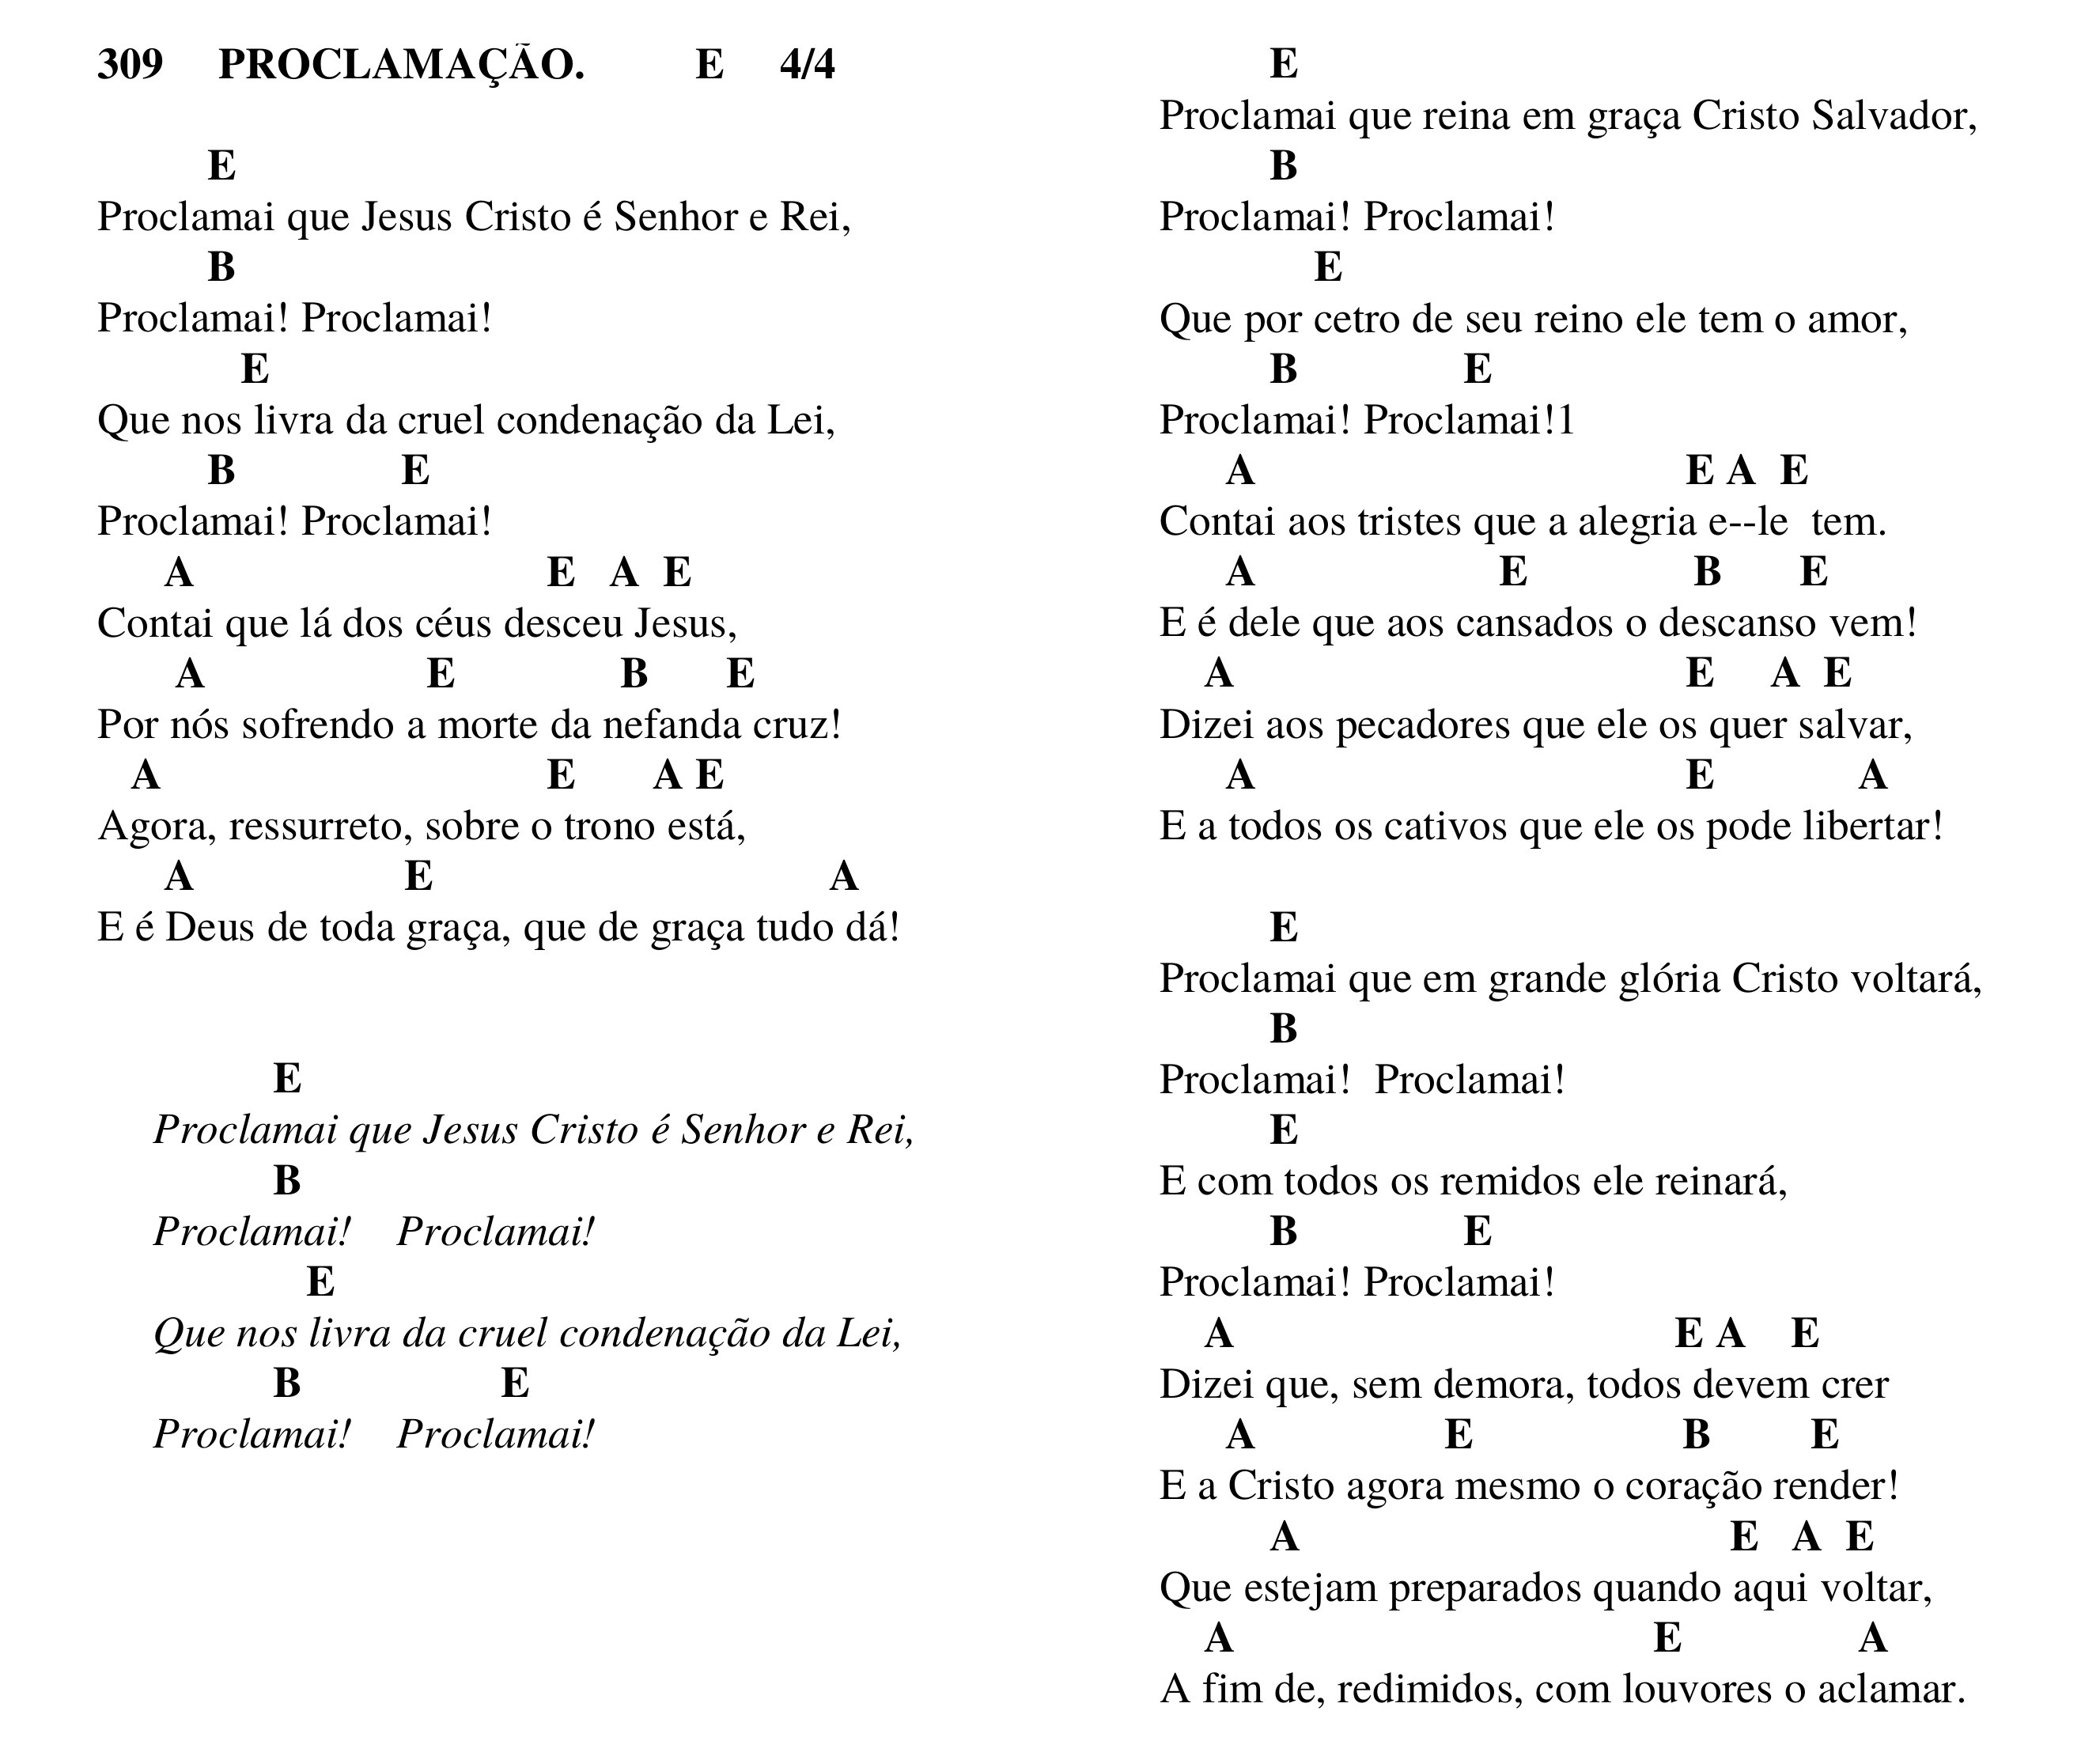 309 PROCLAMAÇÃO. E 4/4
E
Proclamai que Jesus Cristo é Senhor e Rei,
B
Proclamai! Proclamai!
E
Que nos livra da cruel condenação da Lei,
B E
Proclamai! Proclamai!
A E A E
Contai que lá dos céus desceu Jesus,
A E B E
Por nós sofrendo a morte da nefanda cruz!
A E A E
Agora, ressurreto, sobre o trono está,
A E A
E é Deus de toda graça, que de graça tudo dá!
E
Proclamai que Jesus Cristo é Senhor e Rei,
B
Proclamai! Proclamai!
E
Que nos livra da cruel condenação da Lei,
B E
Proclamai! Proclamai!
E
Proclamai que reina em graça Cristo Salvador,
B
Proclamai! Proclamai!
E
Que por cetro de seu reino ele tem o amor,
B E
Proclamai! Proclamai!1
A E A E
Contai aos tristes que a alegria e--le tem.
A E B E
E é dele que aos cansados o descanso vem!
A E A E
Dizei aos pecadores que ele os quer salvar,
A E A
E a todos os cativos que ele os pode libertar!
E
Proclamai que em grande glória Cristo voltará,
B
Proclamai! Proclamai!
E
E com todos os remidos ele reinará,
B E
Proclamai! Proclamai!
A E A E
Dizei que, sem demora, todos devem crer
A E B E
E a Cristo agora mesmo o coração render!
A E A E
Que estejam preparados quando aqui voltar,
A E A
A fim de, redimidos, com louvores o aclamar.